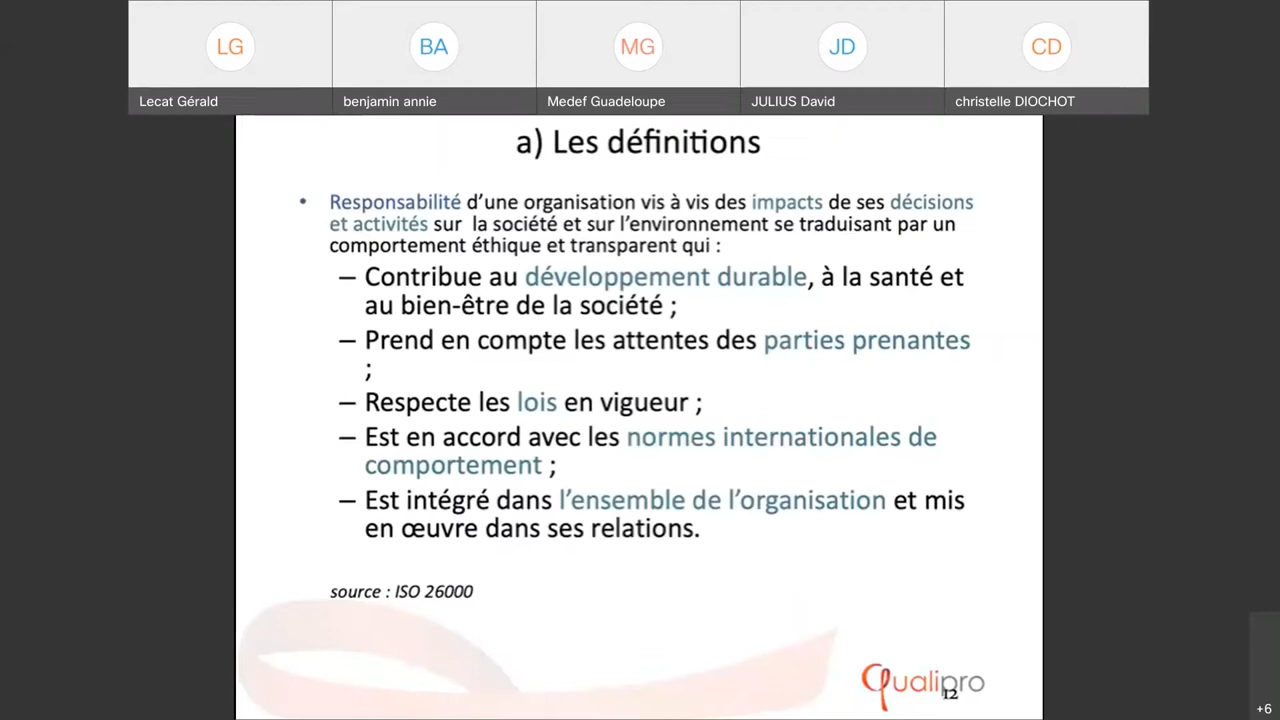 LG
BA
MG
JD
CD
Lecat Gérald
benjamin annie
Medef Guadeloupe
JULIUS David
christelle DIOCHOT
a) Les définitions
• Responsabilité d'une organisation vis à vis des impacts de ses décisions
et activités sur la société et sur l'environnement se traduisant par un
comportement éthique et transparent qui :
– Contribue au développement durable, à la santé et
au bien-être de la société ;
– Prend en compte les attentes des parties prenantes
;
– Respecte les lois en vigueur ;
– Est en accord avec les normes internationales de
comportement ;
– Est intégré dans l'ensemble de l'organisation et mis
en œuvre dans ses relations.
source : ISO 26000
Qualipro
12
+6